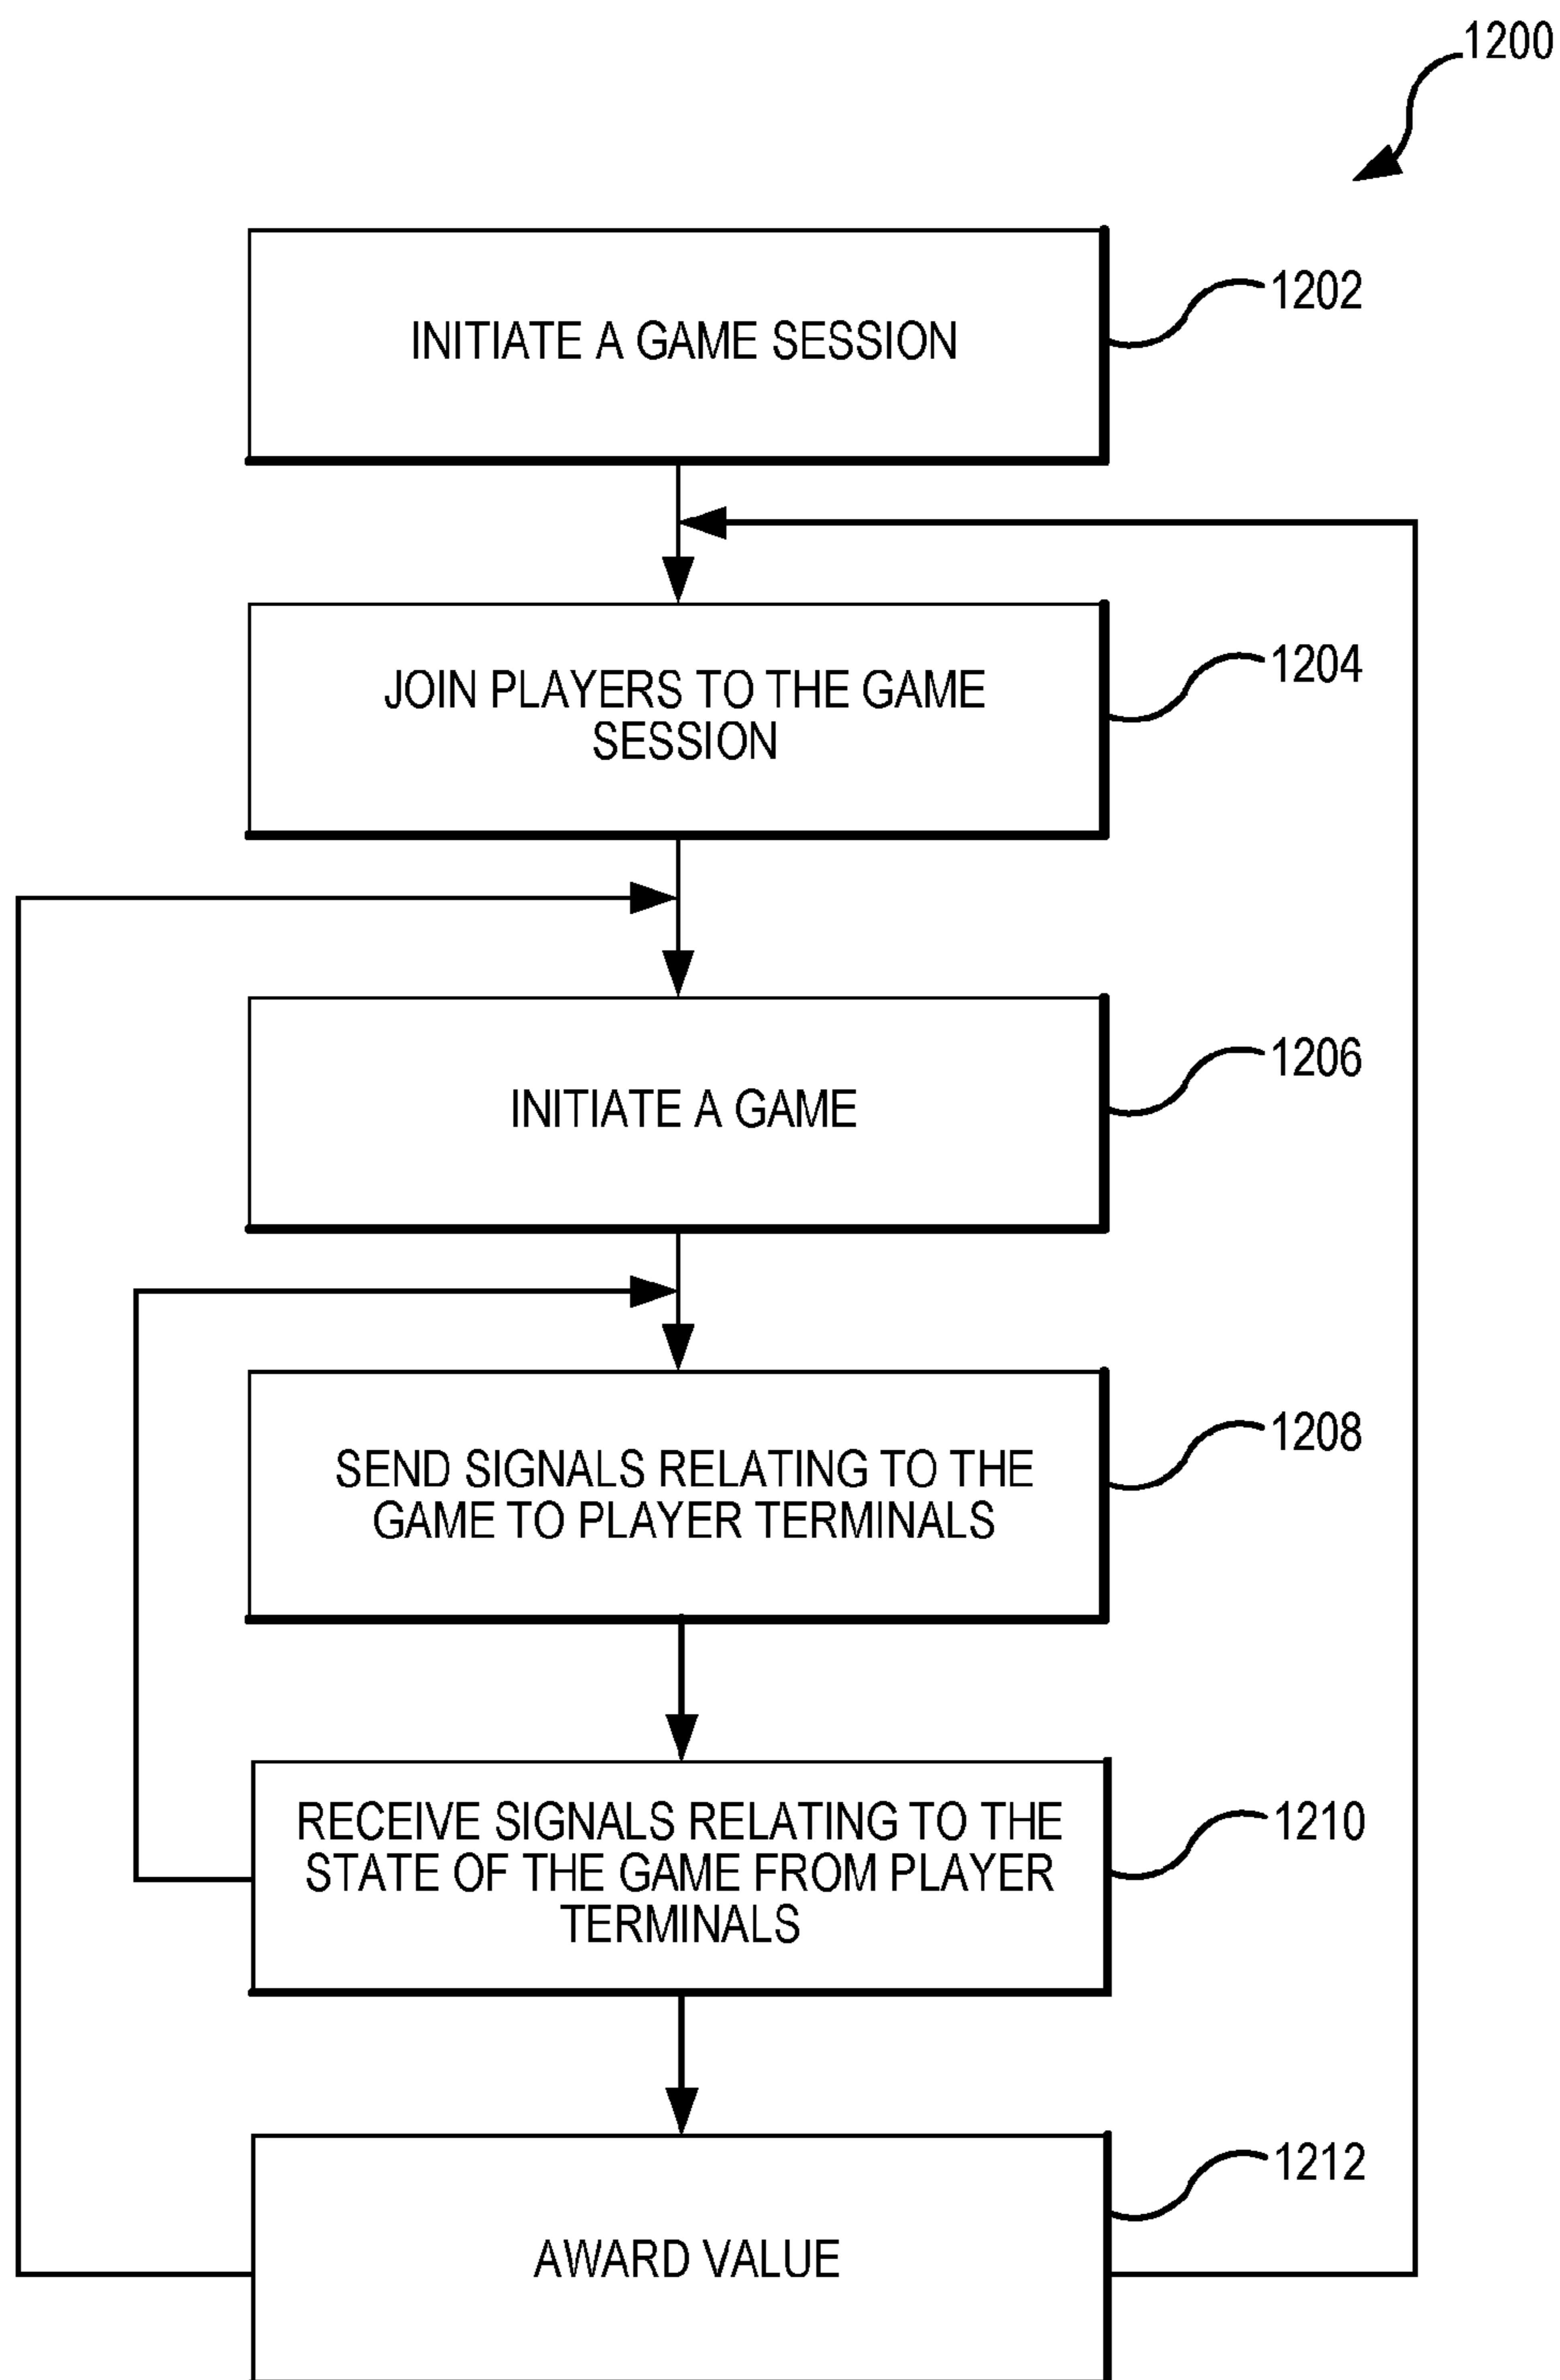 1200
INITIATE A GAME SESSION
1202
JOIN PLAYERS TO THE GAME
SESSION
1204
INITIATE A GAME
1206
SEND SIGNALS RELATING TO THE
GAME TO PLAYER TERMINALS
1208
RECEIVE SIGNALS RELATING TO THE
STATE OF THE GAME FROM PLAYER
TERMINALS
1210
AWARD VALUE
1212